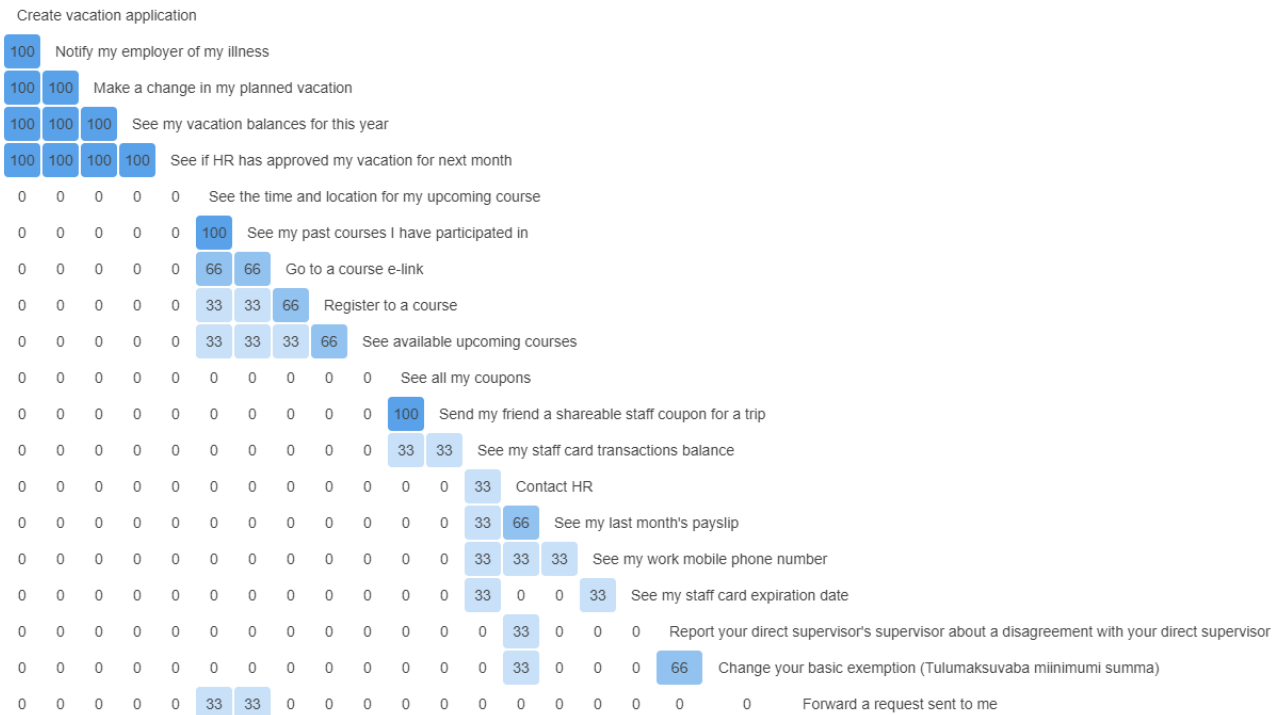 Create vacation application
100 Notify my employer of my illness
100 100 Make a change in my planned vacation
100 100 100 See my vacation balances for this year
100 100 100 100 See if HR has approved my vacation for next month
0 0 0 0 0 See the time and location for my upcoming course
0 0 0 0 0 100 See my past courses I have participated in
0 0 0 0 0 66 66 Go to a course e-link
0 0 0 0 0 33 33 66 Register to a course
0 0 0 0 0 33 33 33 66 See available upcoming courses
0 0 0 0 0 0 0 0 0 0 See all my coupons
0 0 0 0 0 0 0 0 0 0 100 Send my friend a shareable staff coupon for a trip
0 0 0 0 0 0 0 0 0 0 33 33 See my staff card transactions balance
0 0 0 0 0 0 0 0 0 0 0 0 33 Contact HR
0 0 0 0 0 0 0 0 0 0 0 0 33 66 See my last month's payslip
0 0 0 0 0 0 0 0 0 0 0 0 33 33 33 See my work mobile phone number
0 0 0 0 0 0 0 0 0 0 0 0 33 0 0 33 See my staff card expiration date
0 0 0 0 0 0 0 0 0 0 0 0 0 33 0 0 0 Report your direct supervisor's supervisor about a disagreement with your direct supervisor
0 0 0 0 0 0 0 0 0 0 0 0 0 33 0 0 0 66 Change your basic exemption (Tulumaksuvaba miinimumi summa)
0 0 0 0 0 33 33 0 0 0 0 0 0 0 0 0 0 0 0 Forward a request sent to me